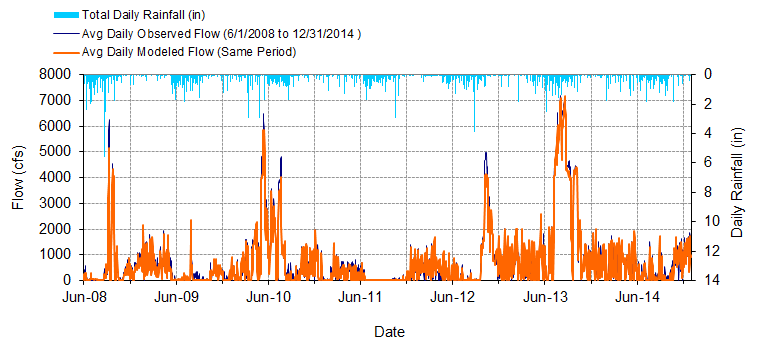 Total Daily Rainfall (in)
Avg Daily Observed Flow (6/1/2008 to 12/31/2014 )
Avg Daily Modeled Flow (Same Period)
8000
7000
6000
5000
4000
3000
2000
1000
0
Flow (cfs)
0
2
4
6
8
10
12
14
Daily Rainfall (in)
Jun-08 Jun-09 Jun-10 Jun-11 Jun-12 Jun-13 Jun-14
Date